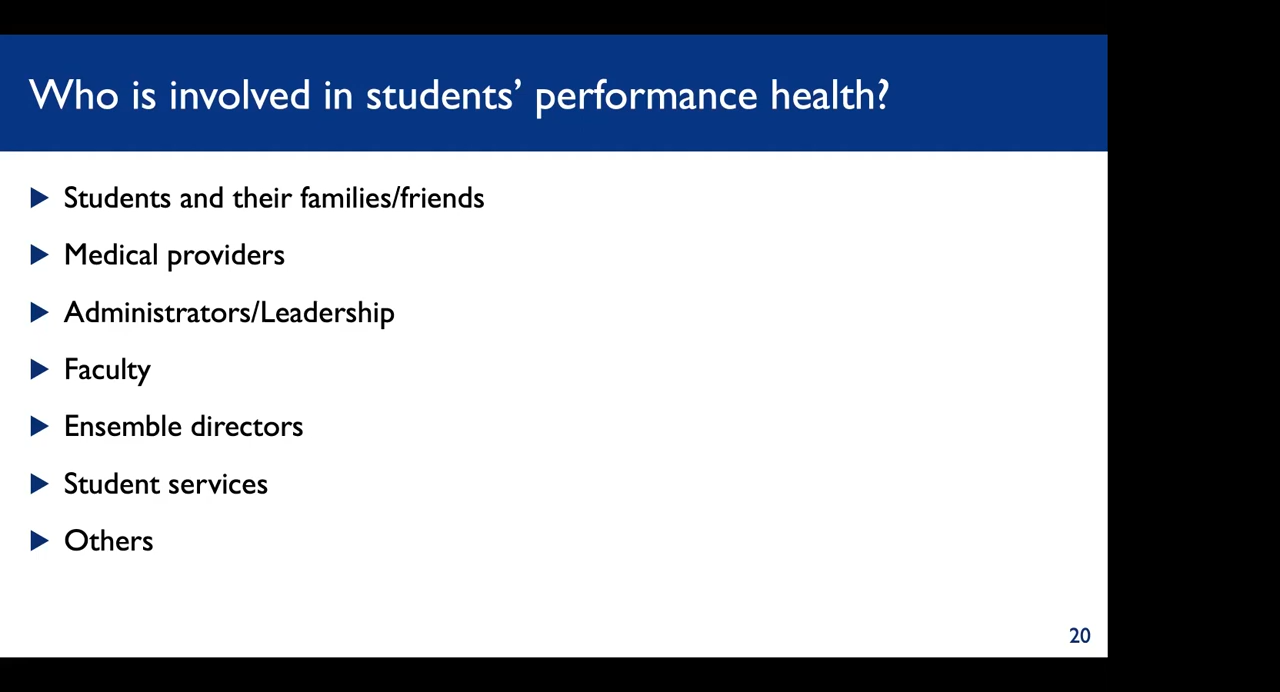 Who is involved in students’ performance health?
Students and their families/friends
Medical providers
Administrators/Leadership
Faculty
Ensemble directors
Student services
Others
20